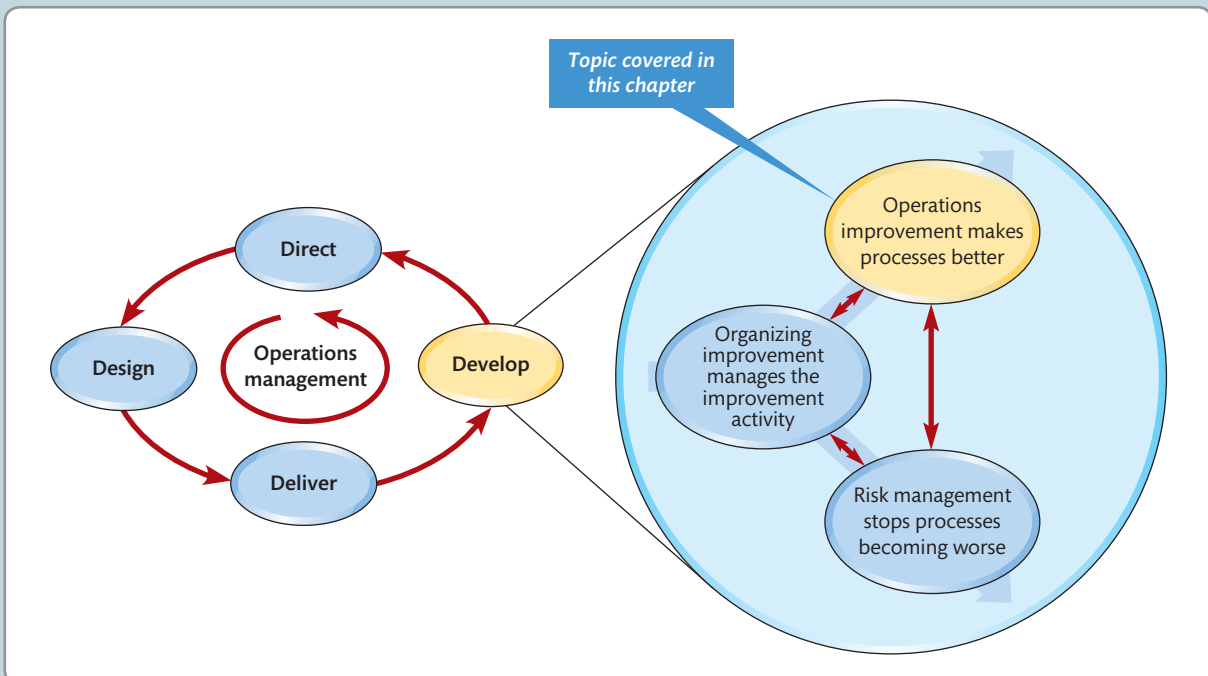 Topic covered in
this chapter
Direct
Design
Operations
management
Develop
Deliver
Operations
improvement makes
processes better
Organizing
improvement
manages the
improvement
activity
Risk management
stops processes
becoming worse